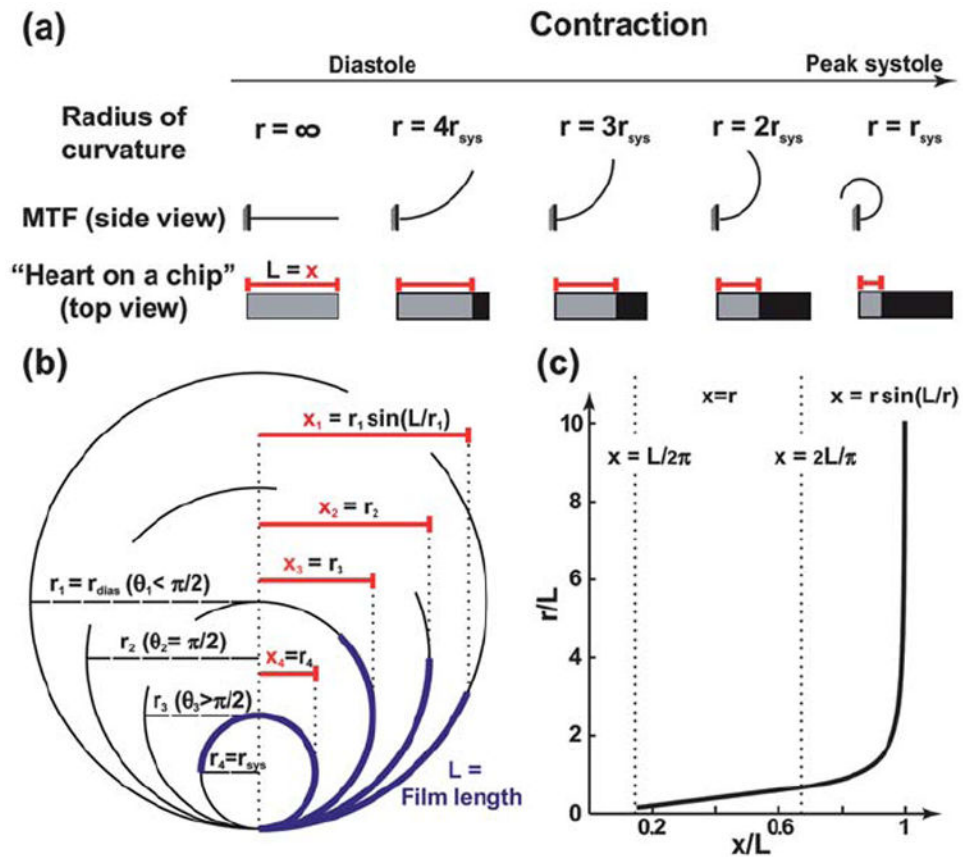 (a)
Contraction
Diastole
Peak systole
Radius of
curvature
r = ∞
r = 4r_sys
r = 3r_sys
r = 2r_sys
r = r_sys
MTF (side view)
"Heart on a chip"
(top view)
L = x
(b)
x₁ = r₁ sin(L/r₁)
x₂ = r₂
x₃ = r₃
r₁ = r_dias (θ₁< π/2)
r₂ (θ₂= π/2)
x₄=r₄
r₃ (θ₃>π/2)
r₄=r_sys
L =
Film length
(c)
x=r
x = r sin(L/r)
x = L/2π
x = 2L/π
10
8
6
4
2
0
r/L
0.2
0.6
1
x/L